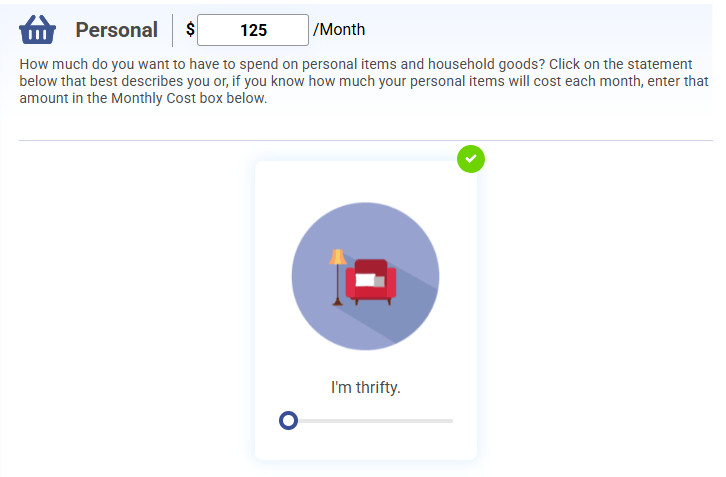 Personal $ 125 /Month
How much do you want to have to spend on personal items and household goods? Click on the statement
below that best describes you or, if you know how much your personal items will cost each month, enter that
amount in the Monthly Cost box below.
I'm thrifty.